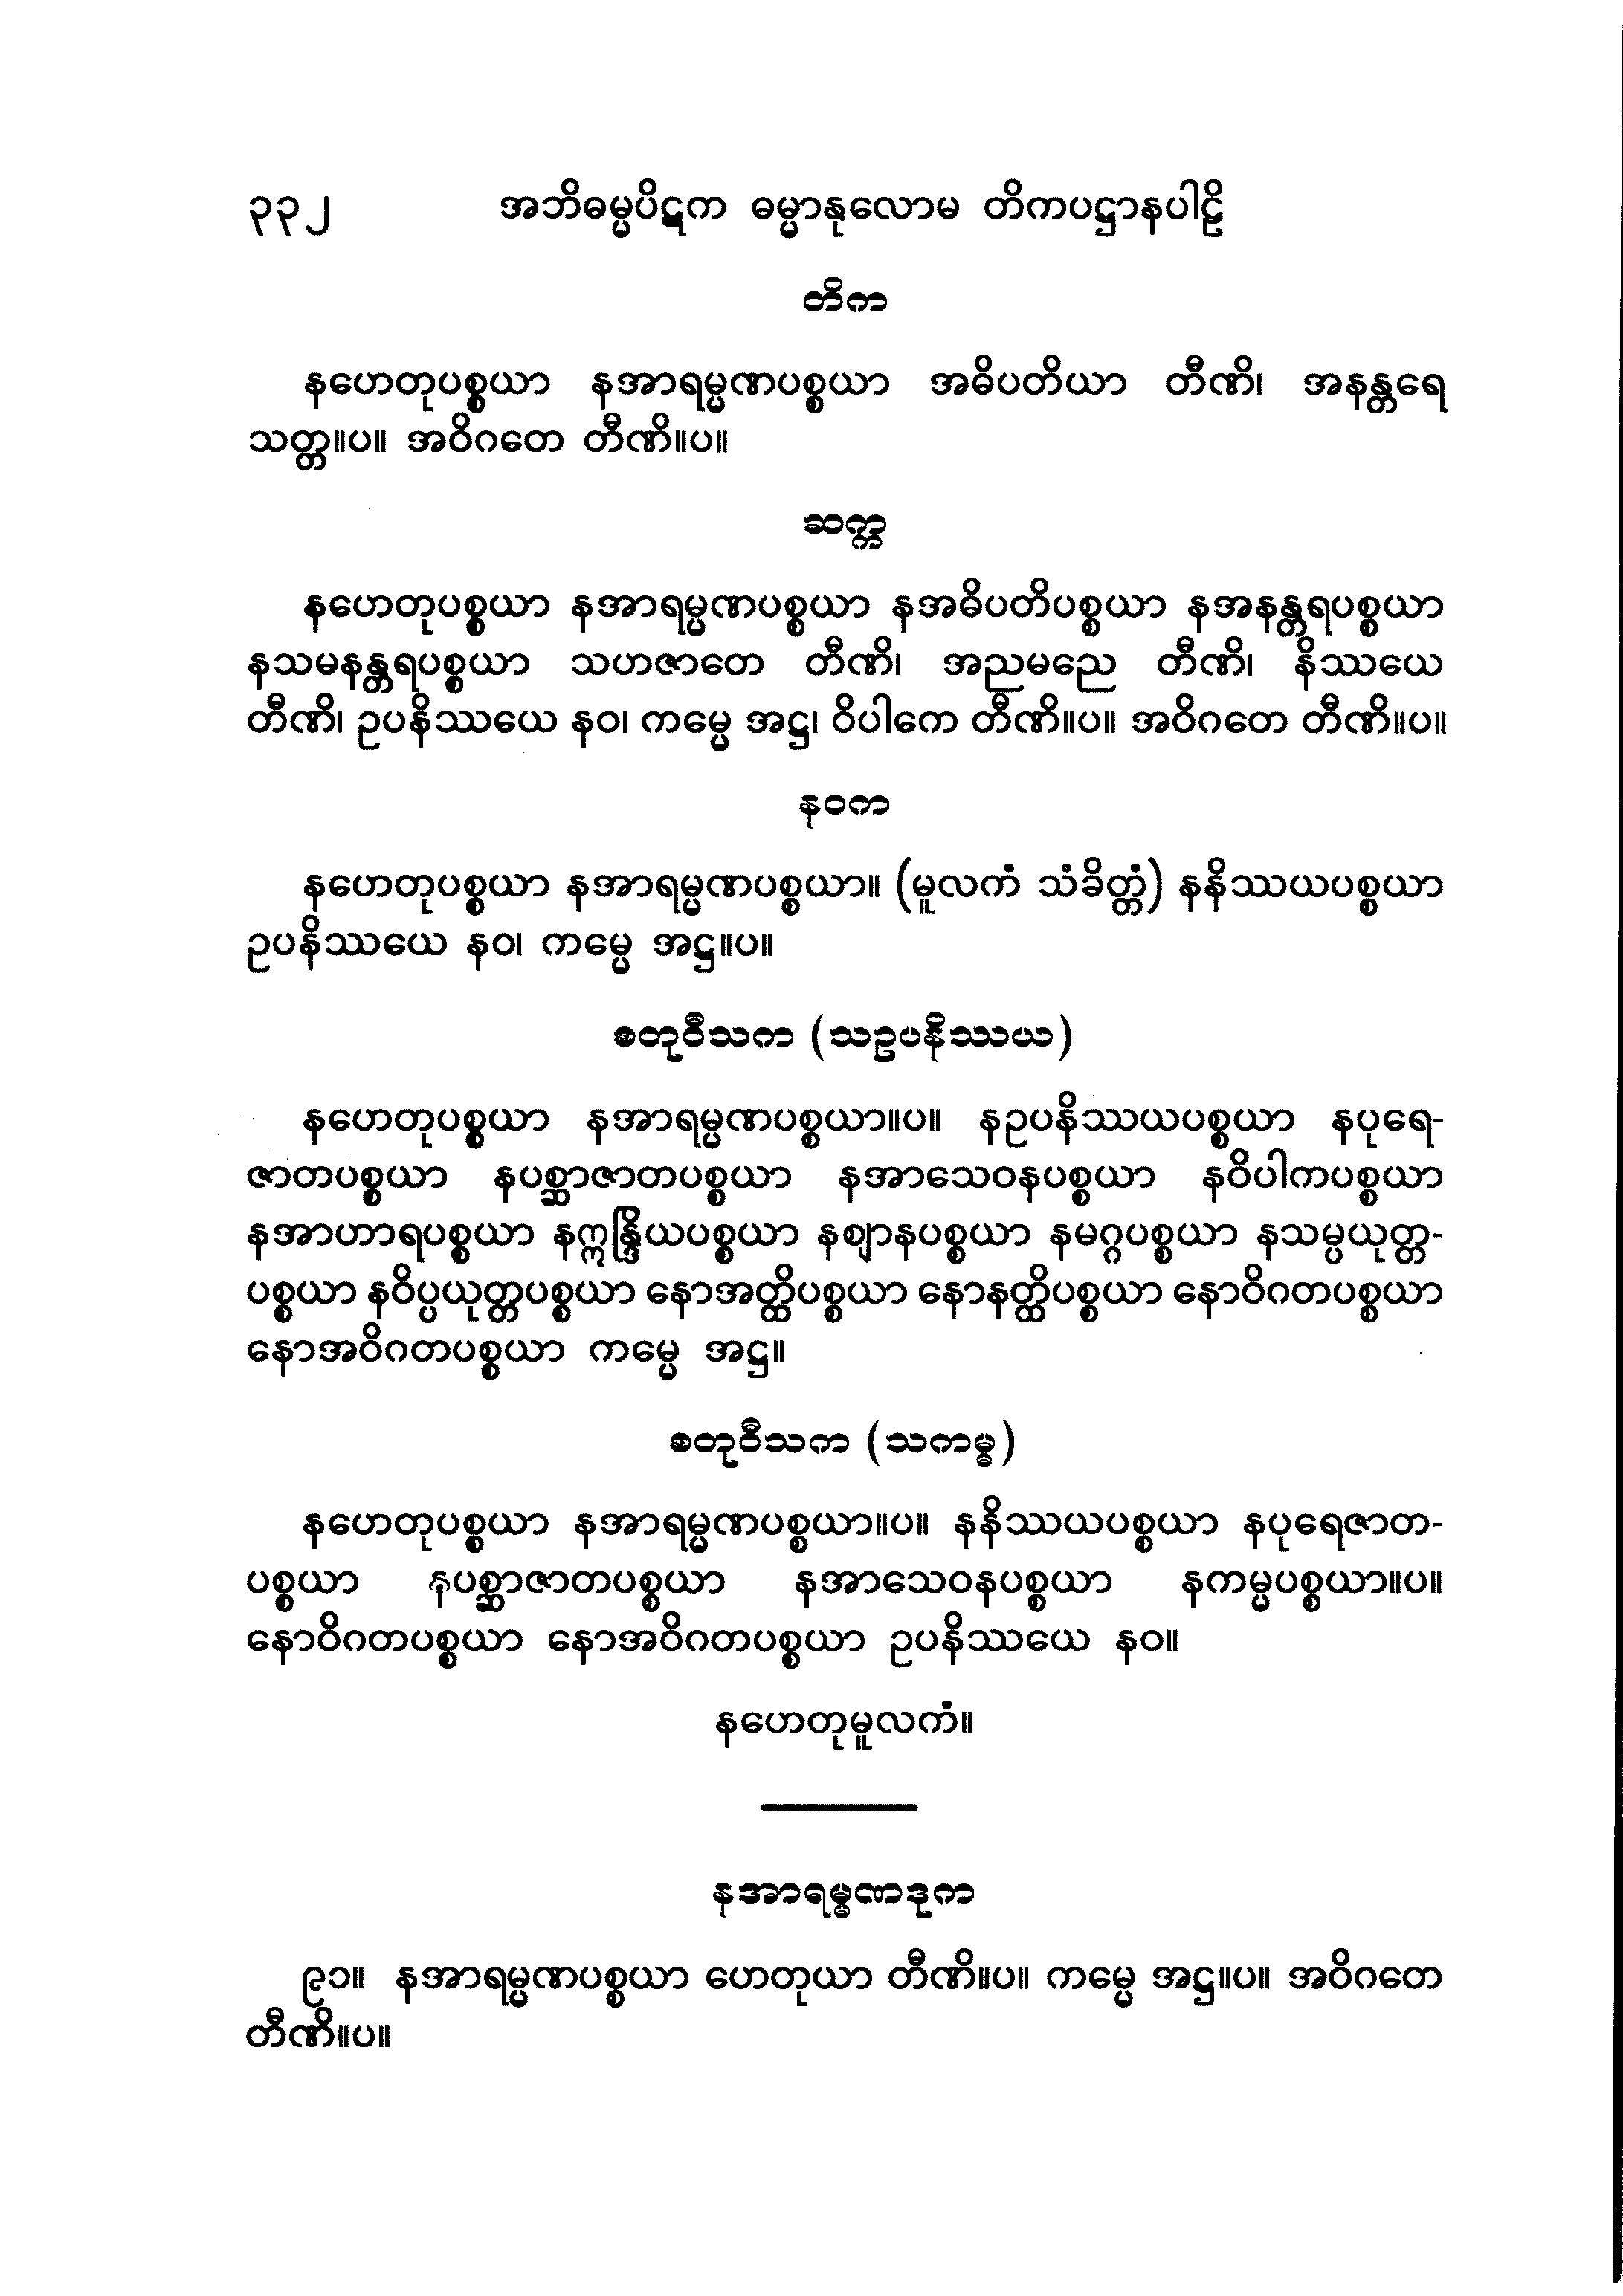 ၃၃၂ အဘိဓမ္မပိဋက ဓမ္မာနုလောမ တိကပဋ္ဌာနပါဠိ
တိက
နဟေတုပစ္စယာ နအာရမ္မဏပစ္စယာ အဓိပတိယာ တီဏိ၊ အနန္တရေ
သတ္တ။ပ။ အဝိဂတေ တီဏိ။ပ။
ဆက္က
နဟေတုပစ္စယာ နအာရမ္မဏပစ္စယာ နအဓိပတိပစ္စယာ နအနန္တရပစ္စယာ
နသမနန္တရပစ္စယာ သဟဇာတေ တီဏိ၊ အညမညေ တီဏိ၊ နိဿယေ
တီဏိ၊ ဥပနိဿယေ နဝ၊ ကမ္မေ အဋ္ဌ၊ ဝိပါကေ တီဏိ။ပ။ အဝိဂတေ တီဏိ။ပ။
နဝက
နဟေတုပစ္စယာ နအာရမ္မဏပစ္စယာ။ (မူလကံ သံခိတ္တံ) နနိဿယပစ္စယာ
ဥပနိဿယေ နဝ၊ ကမ္မေ အဋ္ဌ။ပ။
စတုဝီသက (သဥပနိဿယ)
နဟေတုပစ္စယာ နအာရမ္မဏပစ္စယာ။ပ။ နဥပနိဿယပစ္စယာ နပုရေ-
ဇာတပစ္စယာ နပစ္ဆာဇာတပစ္စယာ နအာသေဝနပစ္စယာ နဝိပါကပစ္စယာ
နအာဟာရပစ္စယာ နဣန္ဒြိယပစ္စယာ နဈာနပစ္စယာ နမဂ္ဂပစ္စယာ နသမ္ပယုတ္တ-
ပစ္စယာ နဝိပ္ပယုတ္တပစ္စယာ နောအတ္ထိပစ္စယာ နောနတ္ထိပစ္စယာ နောဝိဂတပစ္စယာ
နောအဝိဂတပစ္စယာ ကမ္မေ အဋ္ဌ။
စတုဝီသက (သကမ္မ)
နဟေတုပစ္စယာ နအာရမ္မဏပစ္စယာ။ပ။ နနိဿယပစ္စယာ နပုရေဇာတ-
ပစ္စယာ နပစ္ဆာဇာတပစ္စယာ နအာသေဝနပစ္စယာ နကမ္မပစ္စယာ။ပ။
နောဝိဂတပစ္စယာ နောအဝိဂတပစ္စယာ ဥပနိဿယေ နဝ။
နဟေတုမူလကံ။
နအာရမ္မဏဒုက
၉၁။ နအာရမ္မဏပစ္စယာ ဟေတုယာ တီဏိ။ပ။ ကမ္မေ အဋ္ဌ။ပ။ အဝိဂတေ
တီဏိ။ပ။